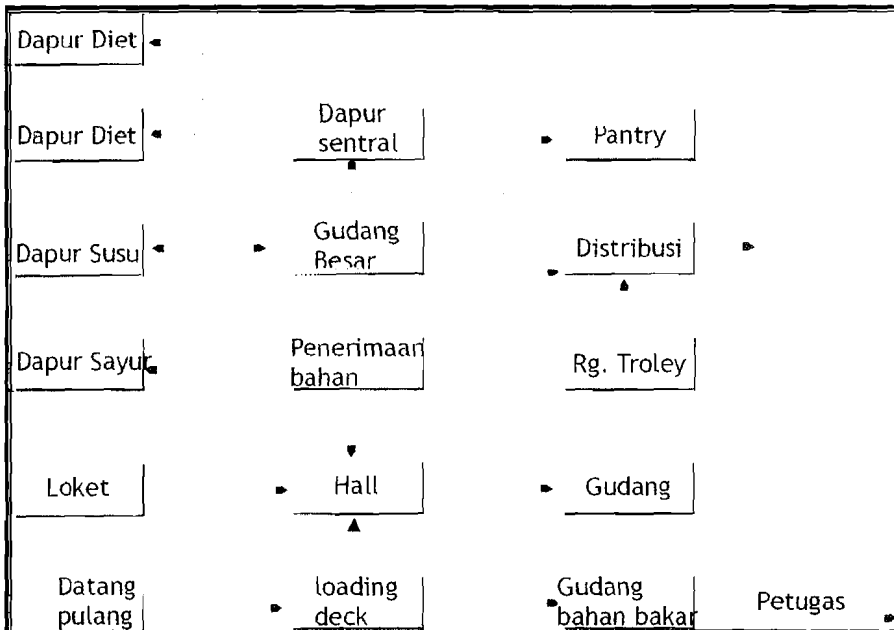 Dapur Diet
Dapur Diet
Dapur
sentral
Pantry
Dapur Susu
Gudang
Besar
Distribusi
Dapur Sayur
Penerimaan
bahan
Rg. Troley
Loket
Hall
Gudang
Datang
pulang
loading
deck
Gudang
bahan bakar
Petugas